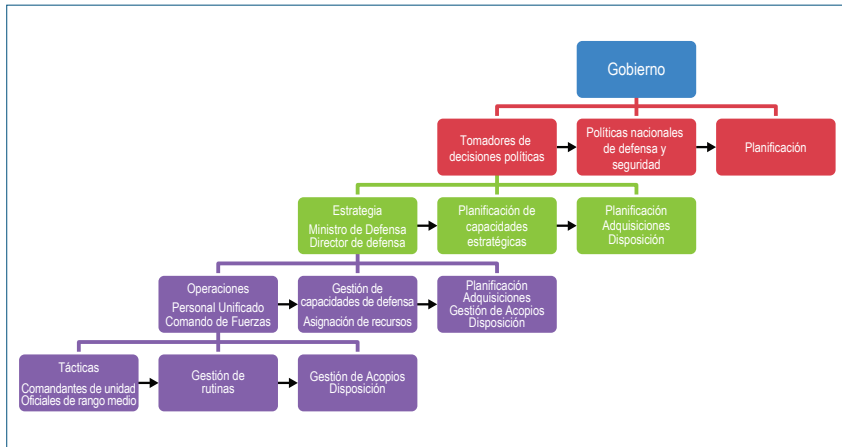 Gobierno
Tomadores de
decisiones políticas
Políticas nacionales
de defensa y
seguridad
Planificación
Estrategia
Ministro de Defensa
Director de defensa
Planificación de
capacidades
estratégicas
Planificación
Adquisiciones
Disposición
Operaciones
Personal Unificado
Comando de Fuerzas
Gestión de
capacidades de defensa
Asignación de recursos
Planificación
Adquisiciones
Gestión de Acopios
Disposición
Tácticas
Comandantes de unidad
Oficiales de rango medio
Gestión de
rutinas
Gestión de Acopios
Disposición